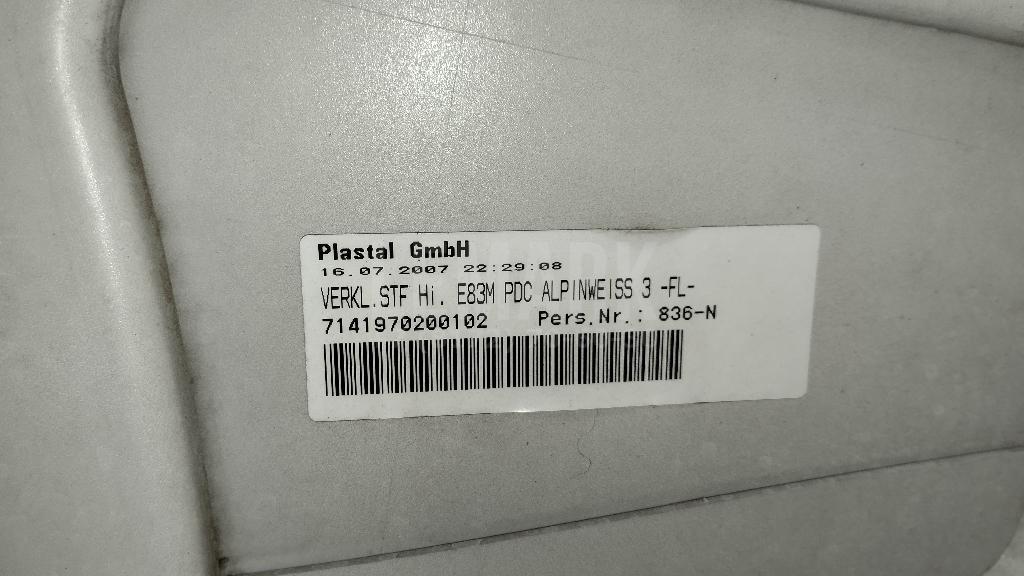 Plastal GmbH
16.07.2007 22:29:08
VERKL.STF Hi. E83M PDC ALPINWEISS 3 -FL-
7141970200102 Pers.Nr.: 836-N